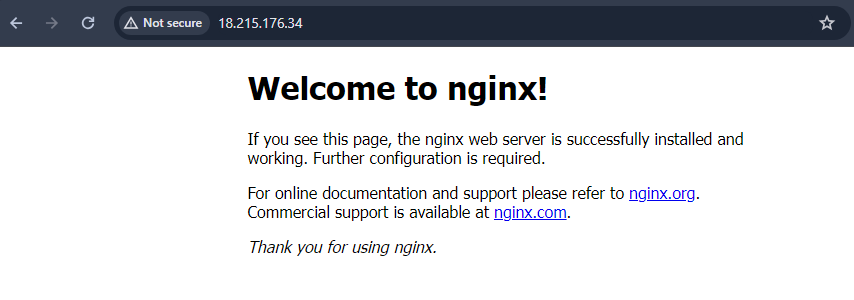 Not secure
18.215.176.34
Welcome to nginx!
If you see this page, the nginx web server is successfully installed and
working. Further configuration is required.
For online documentation and support please refer to nginx.org.
Commercial support is available at nginx.com.
Thank you for using nginx.